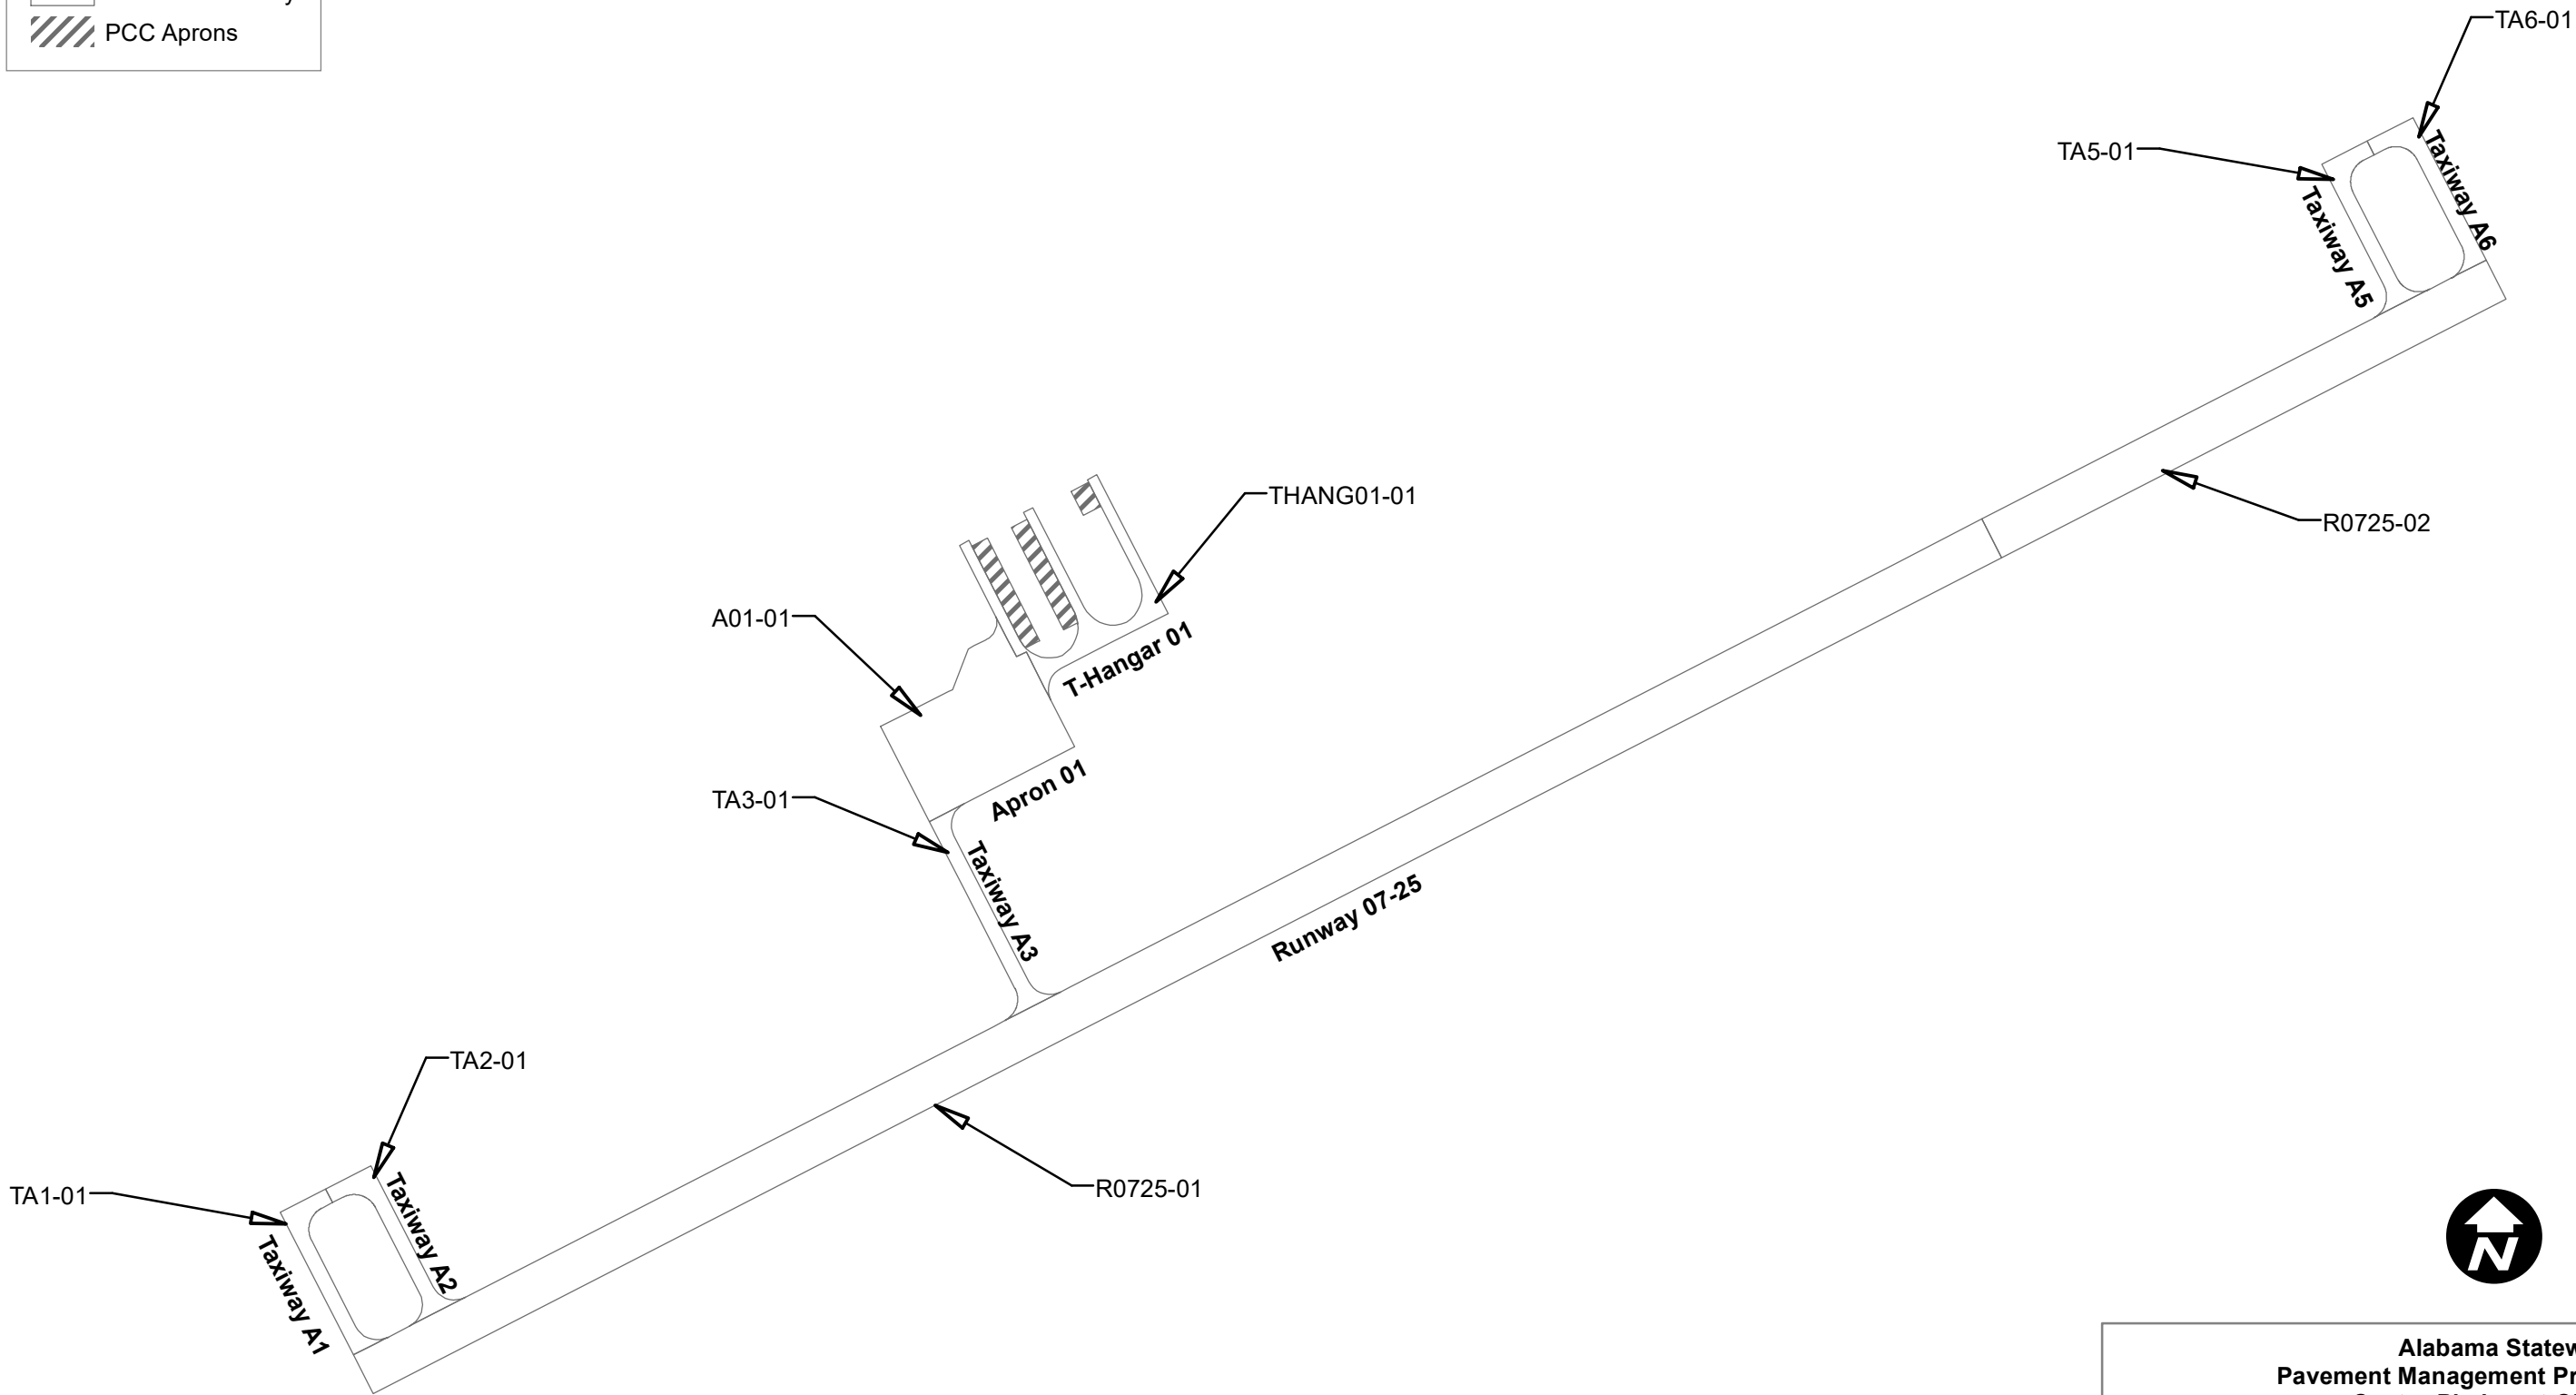 PCC Aprons
TA6-01
TA5-01
Taxiway A6
Taxiway A5
THANG01-01
R0725-02
A01-01
T-Hangar 01
Apron 01
TA3-01
Taxiway A3
Runway 07-25
TA2-01
R0725-01
TA1-01
Taxiway A2
Taxiway A1
N
Alabama
Pavement Management